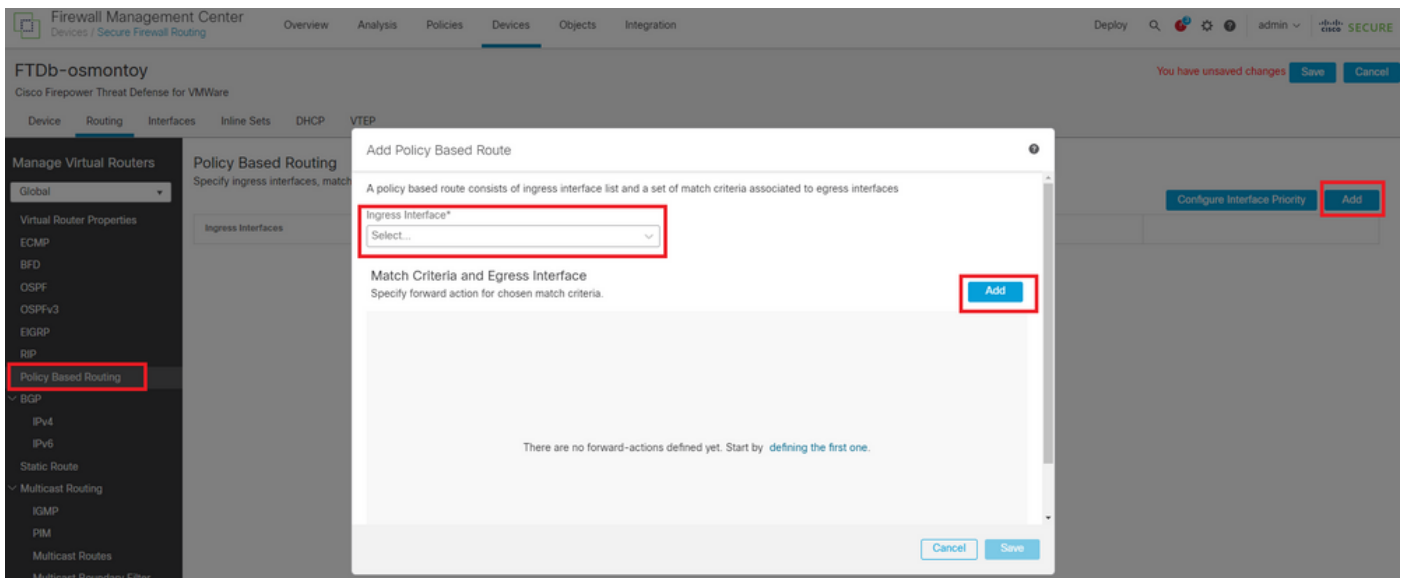 Firewall Management Center
Devices / Secure Firewall Routing
Overview Analysis Policies Devices Objects Integration
Deploy admin cisco SECURE
FTDb-osmontoy
Cisco Firepower Threat Defense for VMWare
You have unsaved changes Save Cancel
Device Routing Interfaces Inline Sets DHCP VTEP
Manage Virtual Routers
Global
Virtual Router Properties
ECMP
BFD
OSPF
OSPFv3
EIGRP
RIP
Policy Based Routing
BGP
IPv4
IPv6
Static Route
Multicast Routing
IGMP
PIM
Multicast Routes
Multicast Boundary Filter
Policy Based Routing
Specify ingress interfaces, match
Configure Interface Priority Add
Ingress Interfaces
Add Policy Based Route
A policy based route consists of ingress interface list and a set of match criteria associated to egress interfaces
Ingress Interface*
Select...
Match Criteria and Egress Interface
Specify forward action for chosen match criteria.
Add
There are no forward-actions defined yet. Start by defining the first one.
Cancel Save